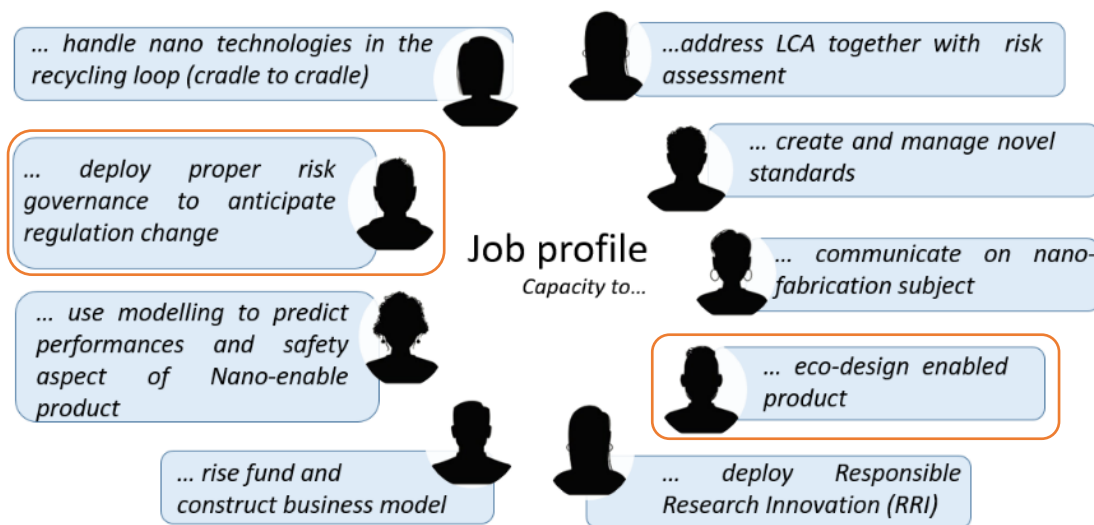 ... handle nano technologies in the
recycling loop (cradle to cradle)
... deploy proper risk
governance to anticipate
regulation change
... use modelling to predict
performances and safety
aspect of Nano-enable
product
... rise fund and
construct business model
Job profile
Capacity to...
...address LCA together with risk
assessment
... create and manage novel
standards
... communicate on nano-
fabrication subject
... eco-design enabled
product
... deploy Responsible
Research Innovation (RRI)